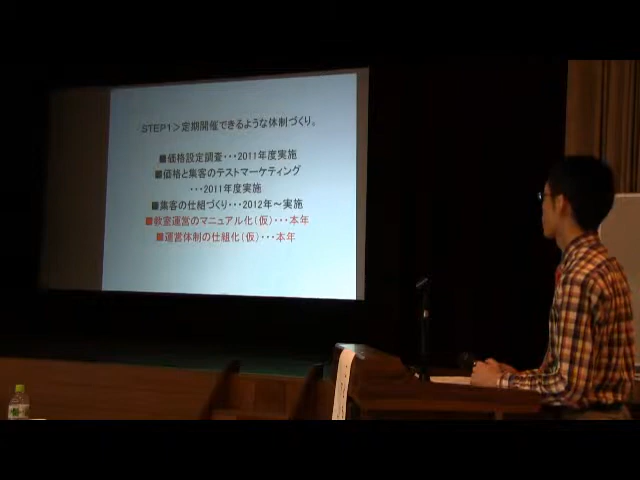 STEP1＞定期開催できるような体制づくり。
■価格設定調査・・・2011年度実施
■価格と集客のテストマーケティング
・・・2011年度実施
■集客の仕組づくり・・・2012年～実施
■教室運営のマニュアル化（仮）・・・本年
■運営体制の仕組化（仮）・・・本年